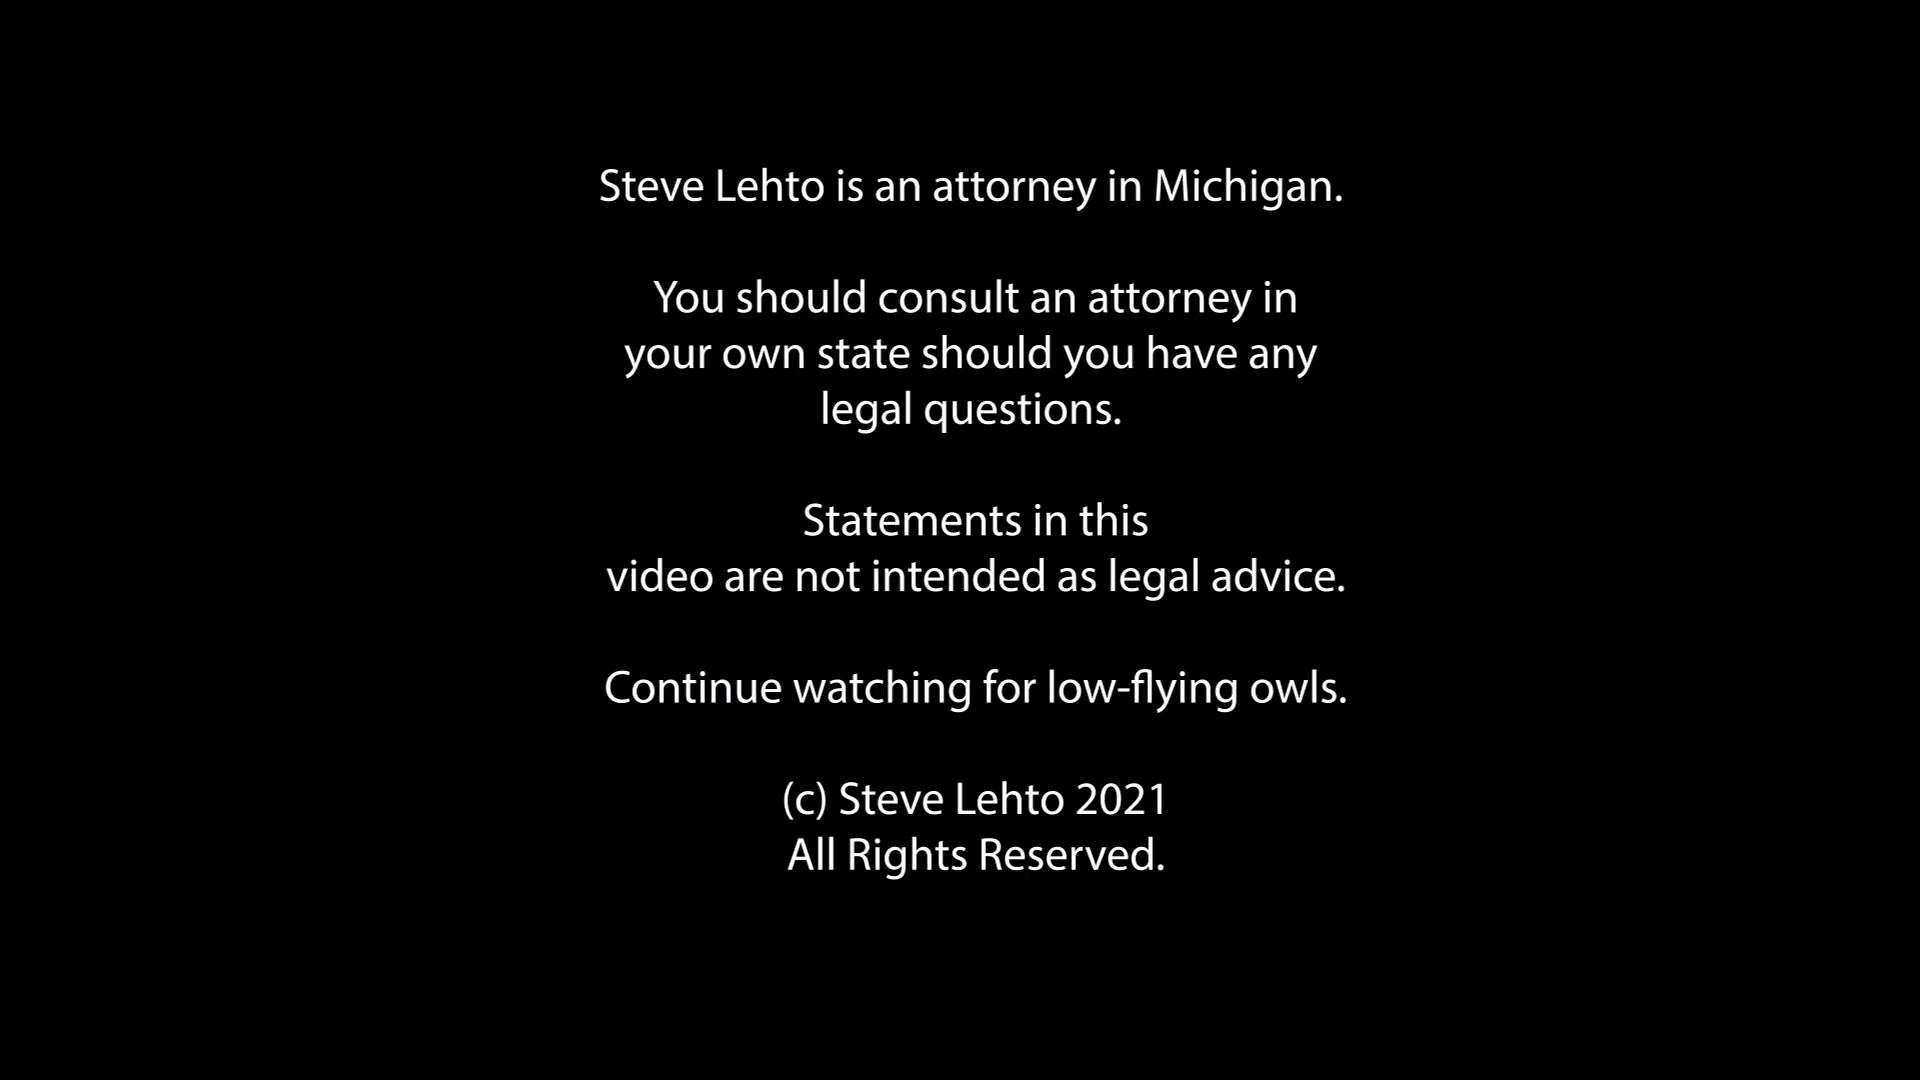 Steve Lehto is an attorney in Michigan.
You should consult an attorney in
your own state should you have any
legal questions.
Statements in this
video are not intended as legal advice.
Continue watching for low-flying owls.
(c) Steve Lehto 2021
All Rights Reserved.